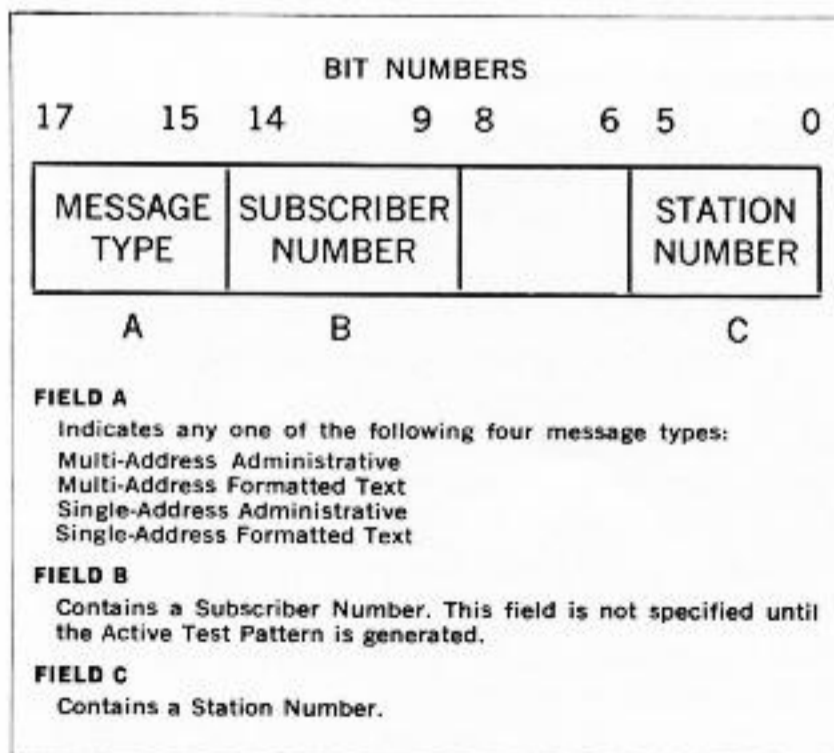 BIT NUMBERS
17 15 14 9 8 6 5 0
MESSAGE SUBSCRIBER STATION
TYPE NUMBER NUMBER
A B C
FIELD A
Indicates any one of the following four message types:
Multi-Address Administrative
Multi-Address Formatted Text
Single-Address Administrative
Single-Address Formatted Text
FIELD B
Contains a Subscriber Number. This field is not specified until
the Active Test Pattern is generated.
FIELD C
Contains a Station Number.